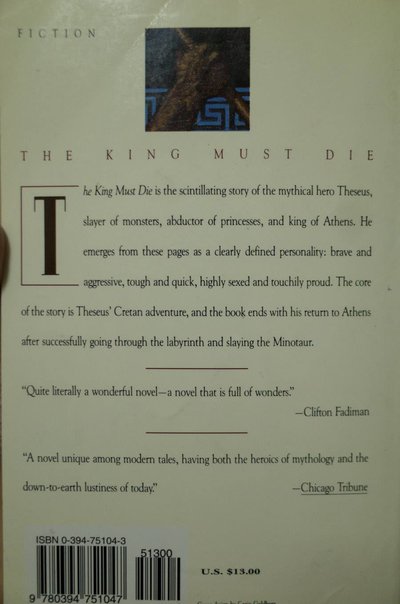 FICTION
THE KING MUST DIE
The King Must Die is the scintillating story of the mythical hero Theseus,
slayer of monsters, abductor of princesses, and king of Athens. He
emerges from these pages as a clearly defined personality: brave and
aggressive, tough and quick, highly sexed and touchily proud. The core
of the story is Theseus' Cretan adventure, and the book ends with his return to Athens
after successfully going through the labyrinth and slaying the Minotaur.
“Quite literally a wonderful novel—a novel that is full of wonders.”
—Clifton Fadiman
“A novel unique among modern tales, having both the heroics of mythology and the
down-to-earth lustiness of today.”
—Chicago Tribune
ISBN 0-394-75104-3
51300
9 780394 751047
U.S. $13.00